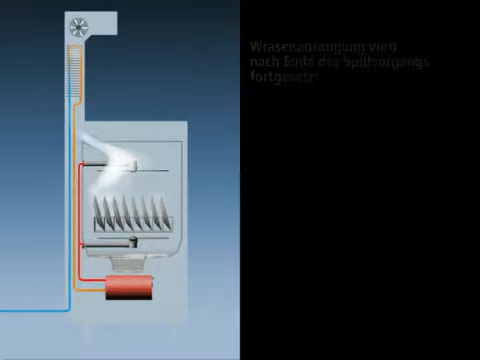 Wrasenabsaugung wird
nach Ende des Spülvorgangs
fortgesetzt